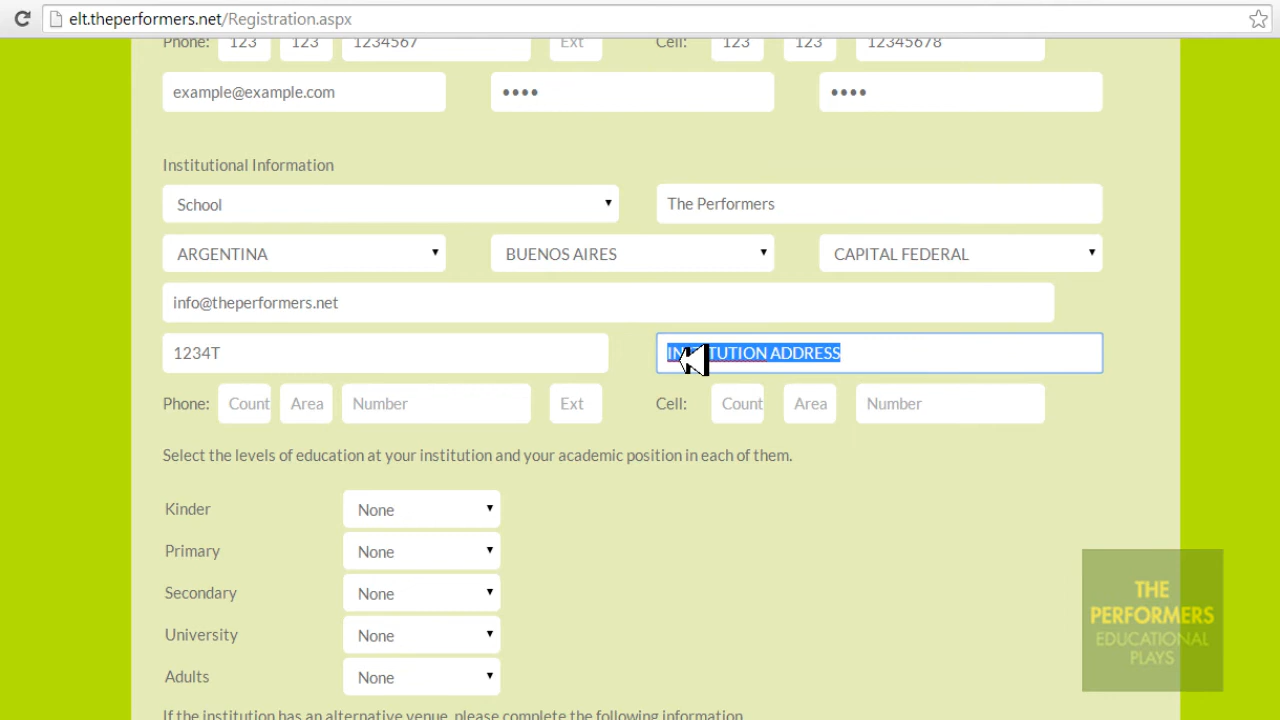 elt.theperformers.net/Registration.aspx
Phone: 123 123 1234567 Ext Cell: 123 123 12345678
example@example.com •••• ••••
Institutional Information
School The Performers
ARGENTINA BUENOS AIRES CAPITAL FEDERAL
info@theperformers.net
1234T INSTITUTION ADDRESS
Phone: Count Area Number Ext Cell: Count Area Number
Select the levels of education at your institution and your academic position in each of them.
Kinder None
Primary None
Secondary None
University None
Adults None
If the institution has an alternative venue, please complete the following information
THE
PERFORMERS
EDUCATIONAL
PLAYS